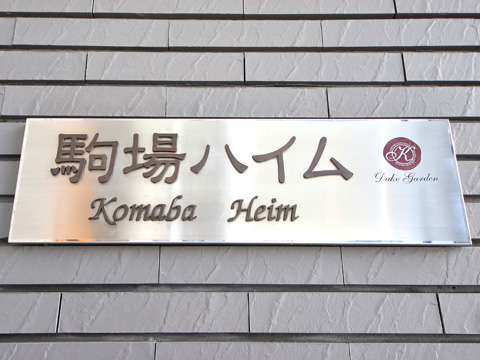 駒場ハイム
Komaba Heim
K
Duke Garden